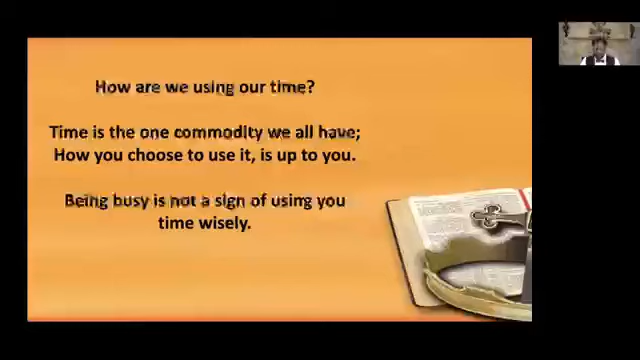 How are we using our time?
Time is the one commodity we all have;
How you choose to use it, is up to you.
Being busy is not a sign of using you
time wisely.